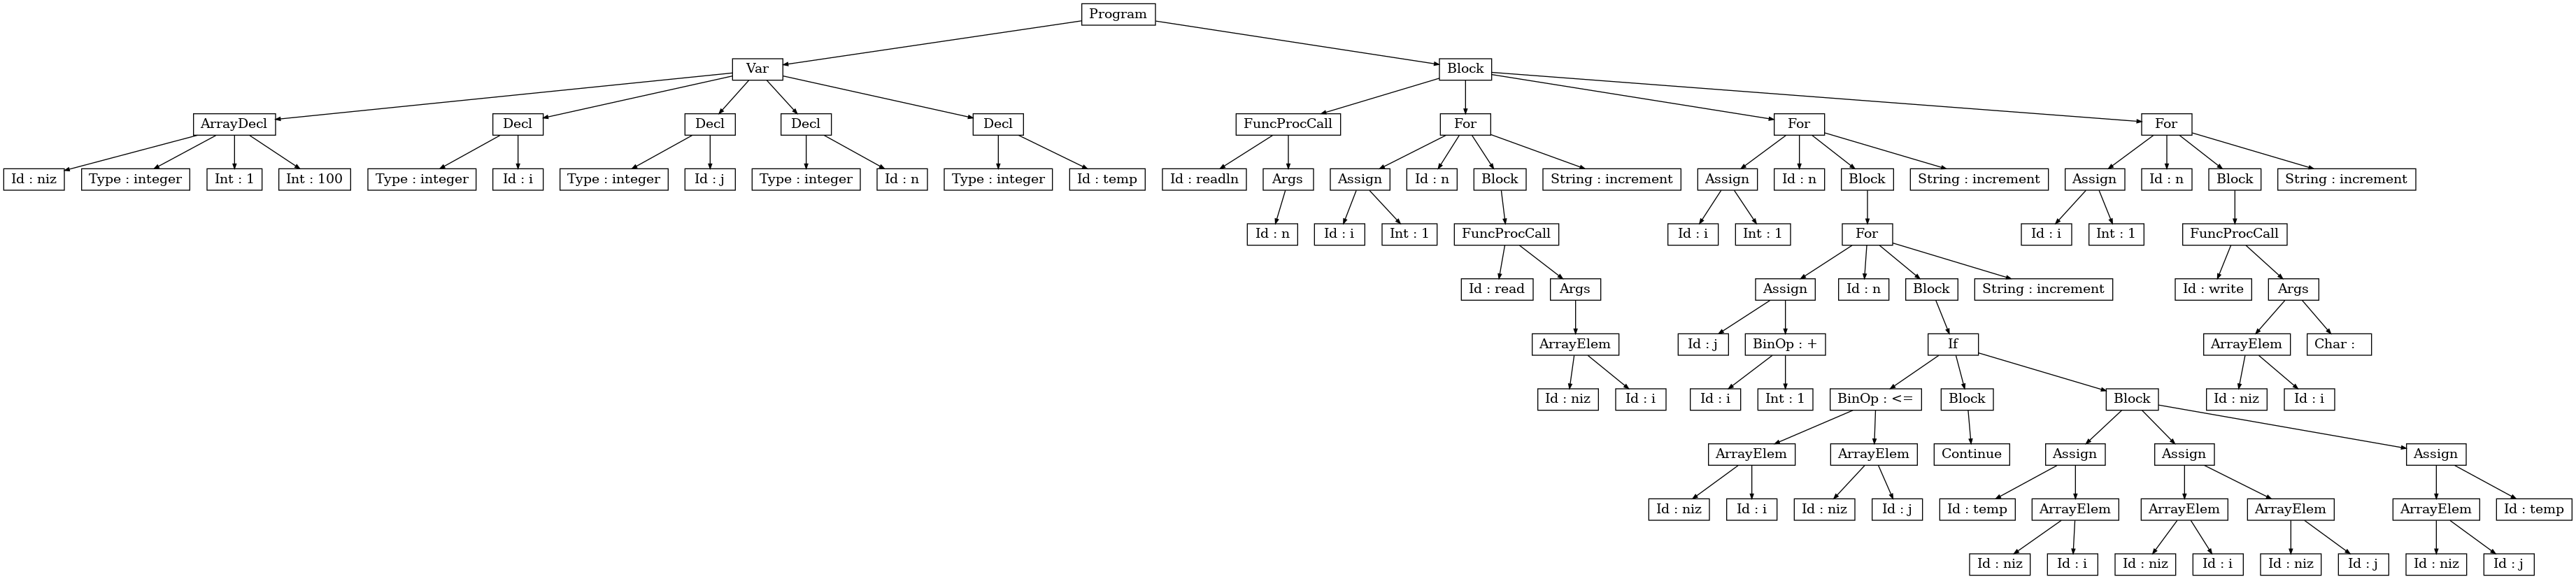 Program
Var
Block
ArrayDecl
Decl
Decl
Decl
Decl
FuncProcCall
For
For
For
Id : niz
Type : integer
Int : 1
Int : 100
Type : integer
Id : i
Type : integer
Id : j
Type : integer
Id : n
Type : integer
Id : temp
Id : readln
Args
Assign
Id : n
Block
String : increment
Assign
Id : n
Block
String : increment
Assign
Id : n
Block
String : increment
Id : n
Id : i
Int : 1
FuncProcCall
Id : i
Int : 1
For
Id : i
Int : 1
FuncProcCall
Id : read
Args
Assign
Id : n
Block
String : increment
Id : write
Args
ArrayElem
Id : j
BinOp : +
If
ArrayElem
Char :
Id : niz
Id : i
Id : i
Int : 1
BinOp : <=
Block
Block
Id : niz
Id : i
ArrayElem
ArrayElem
Continue
Assign
Assign
Assign
Id : niz
Id : i
Id : niz
Id : j
Id : temp
ArrayElem
ArrayElem
ArrayElem
ArrayElem
Id : temp
Id : niz
Id : i
Id : niz
Id : i
Id : niz
Id : j
Id : niz
Id : j